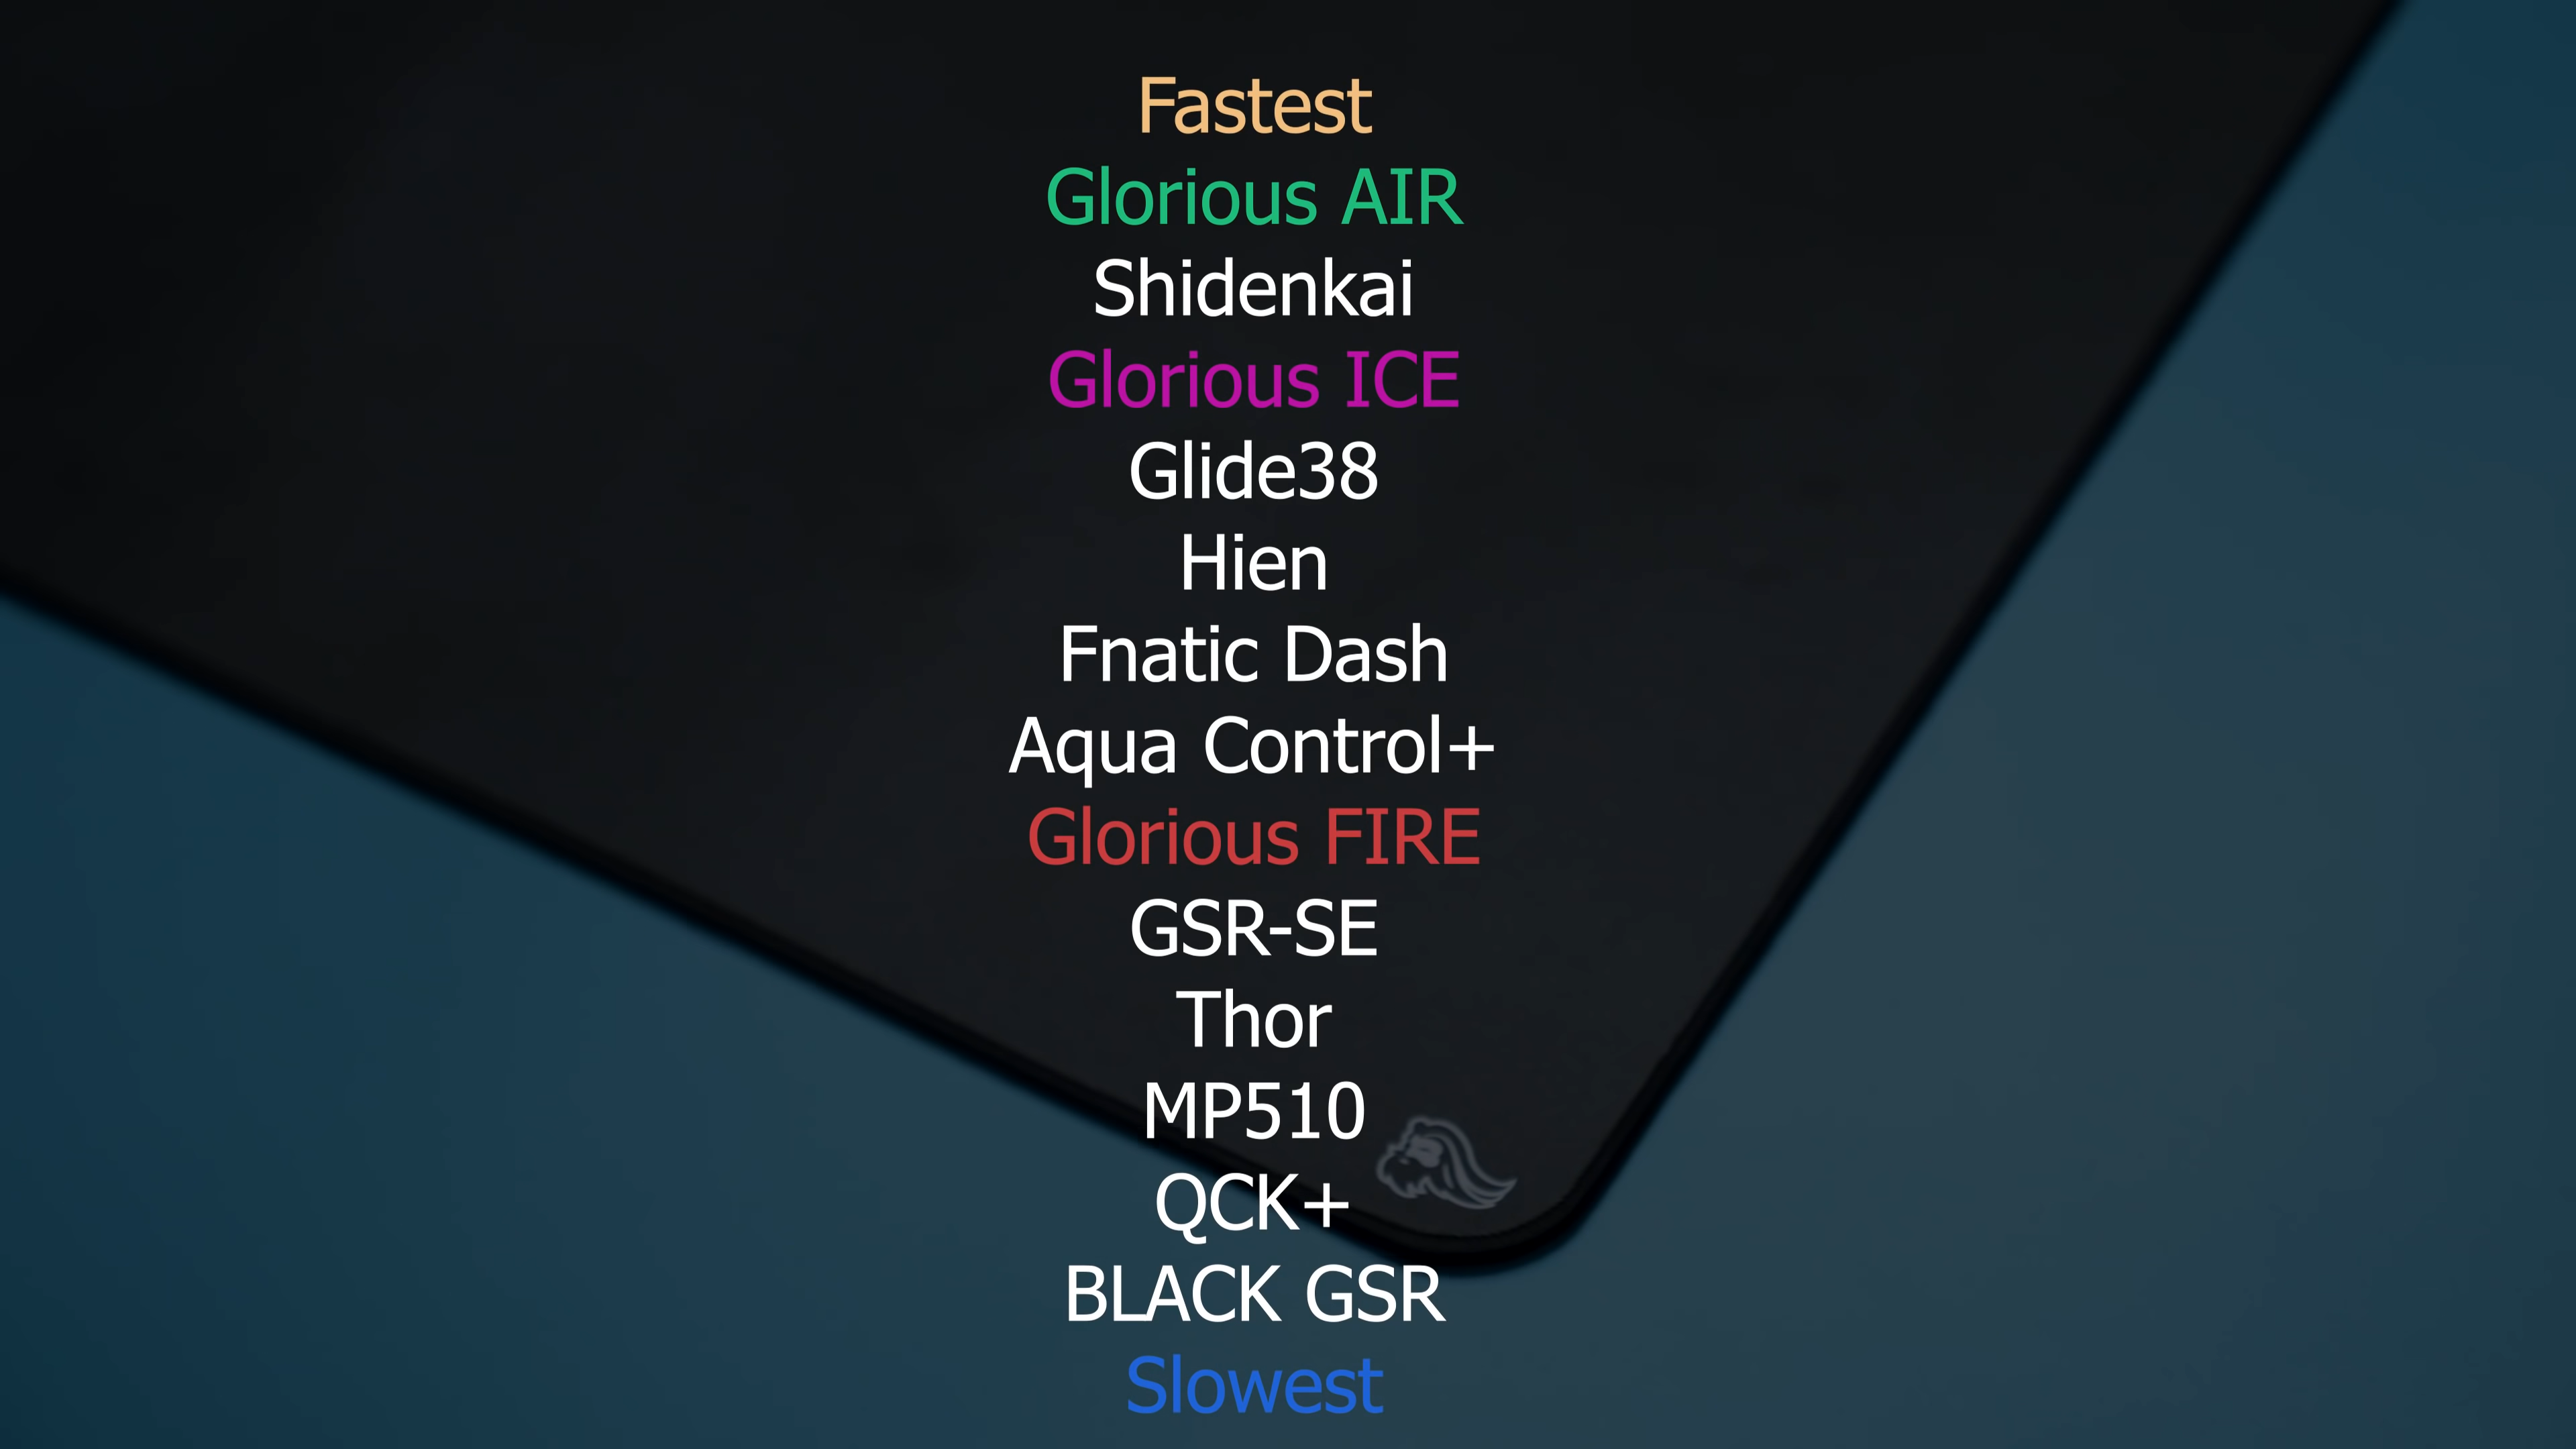 Fastest
Glorious AIR
Shidenkai
Glorious ICE
Glide38
Hien
Fnatic Dash
Aqua Control+
Glorious FIRE
GSR-SE
Thor
MP510
QCK+
BLACK GSR
Slowest